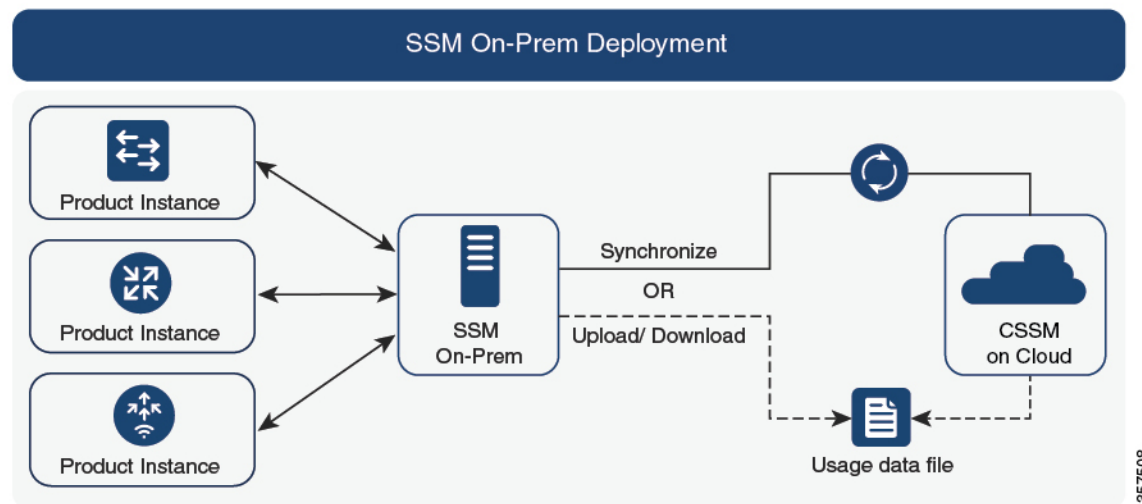 SSM On-Prem Deployment
Product Instance
Product Instance
Product Instance
SSM
On-Prem
Synchronize
OR
Upload/ Download
CSSM
on Cloud
Usage data file